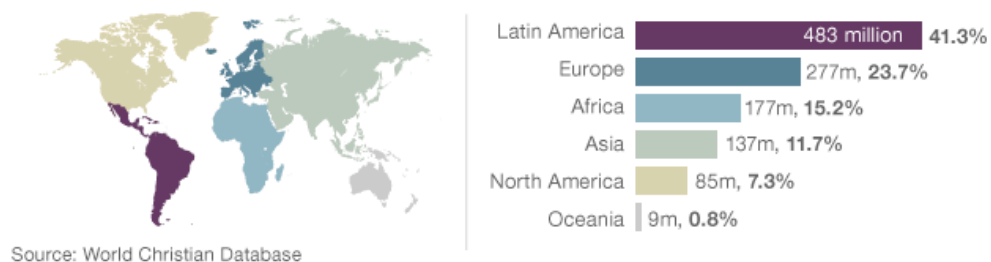 Latin America 483 million 41.3%
Europe 277m, 23.7%
Africa 177m, 15.2%
Asia 137m, 11.7%
North America 85m, 7.3%
Oceania 9m, 0.8%
Source: World Christian Database